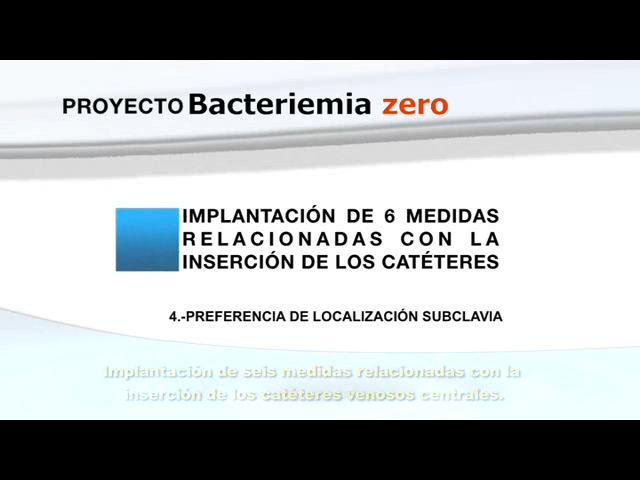 PROYECTO Bacteriemia zero
IMPLANTACIÓN DE 6 MEDIDAS
RELACIONADAS CON LA
INSERCIÓN DE LOS CATÉTERES
4.-PREFERENCIA DE LOCALIZACIÓN SUBCLAVIA
Implantación de seis medidas relacionadas con la
inserción de los catéteres venosos centrales.